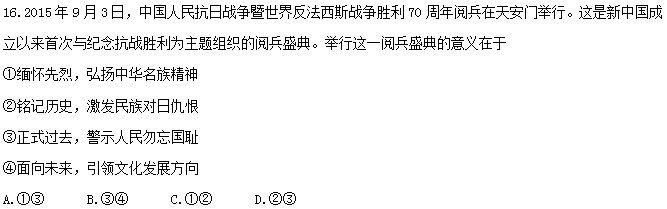 16.2015年9月3日，中国人民抗日战争暨世界反法西斯战争胜利70周年阅兵在天安门举行。这是新中国成
立以来首次与纪念抗战胜利为主题组织的阅兵盛典。举行这一阅兵盛典的意义在于
①缅怀先烈，弘扬中华名族精神
②铭记历史，激发民族对日仇恨
③正式过去，警示人民勿忘国耻
④面向未来，引领文化发展方向
A.①③ B.③④ C.①② D.②③